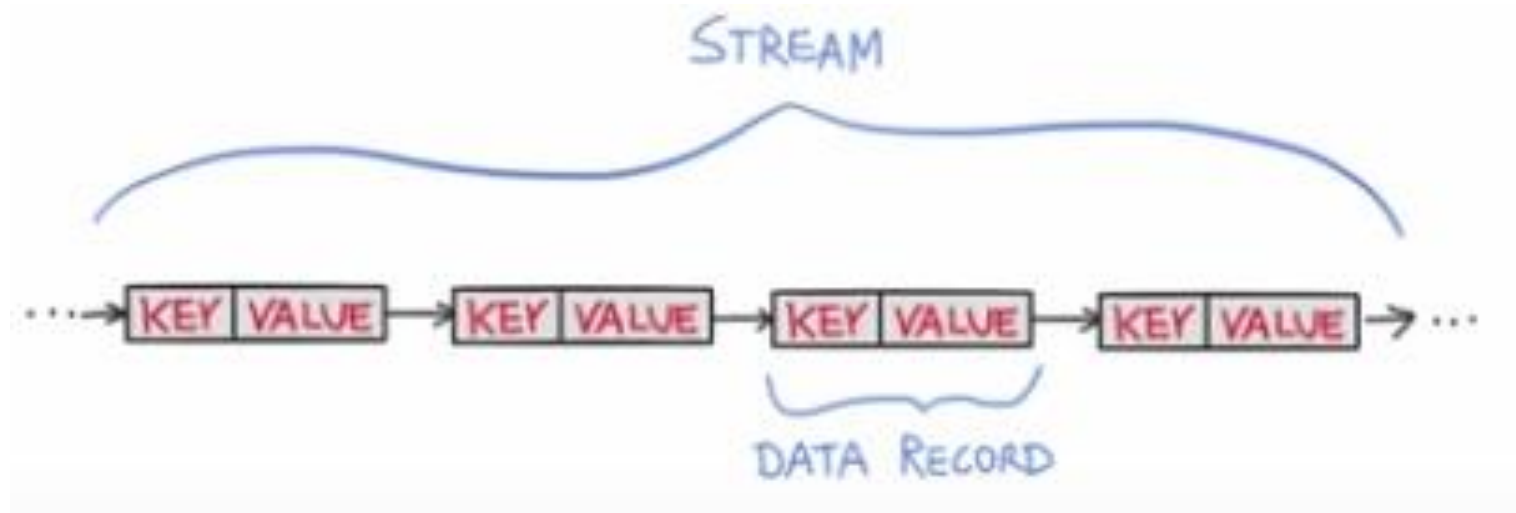 STREAM
... KEY VALUE KEY VALUE KEY VALUE KEY VALUE ...
DATA RECORD